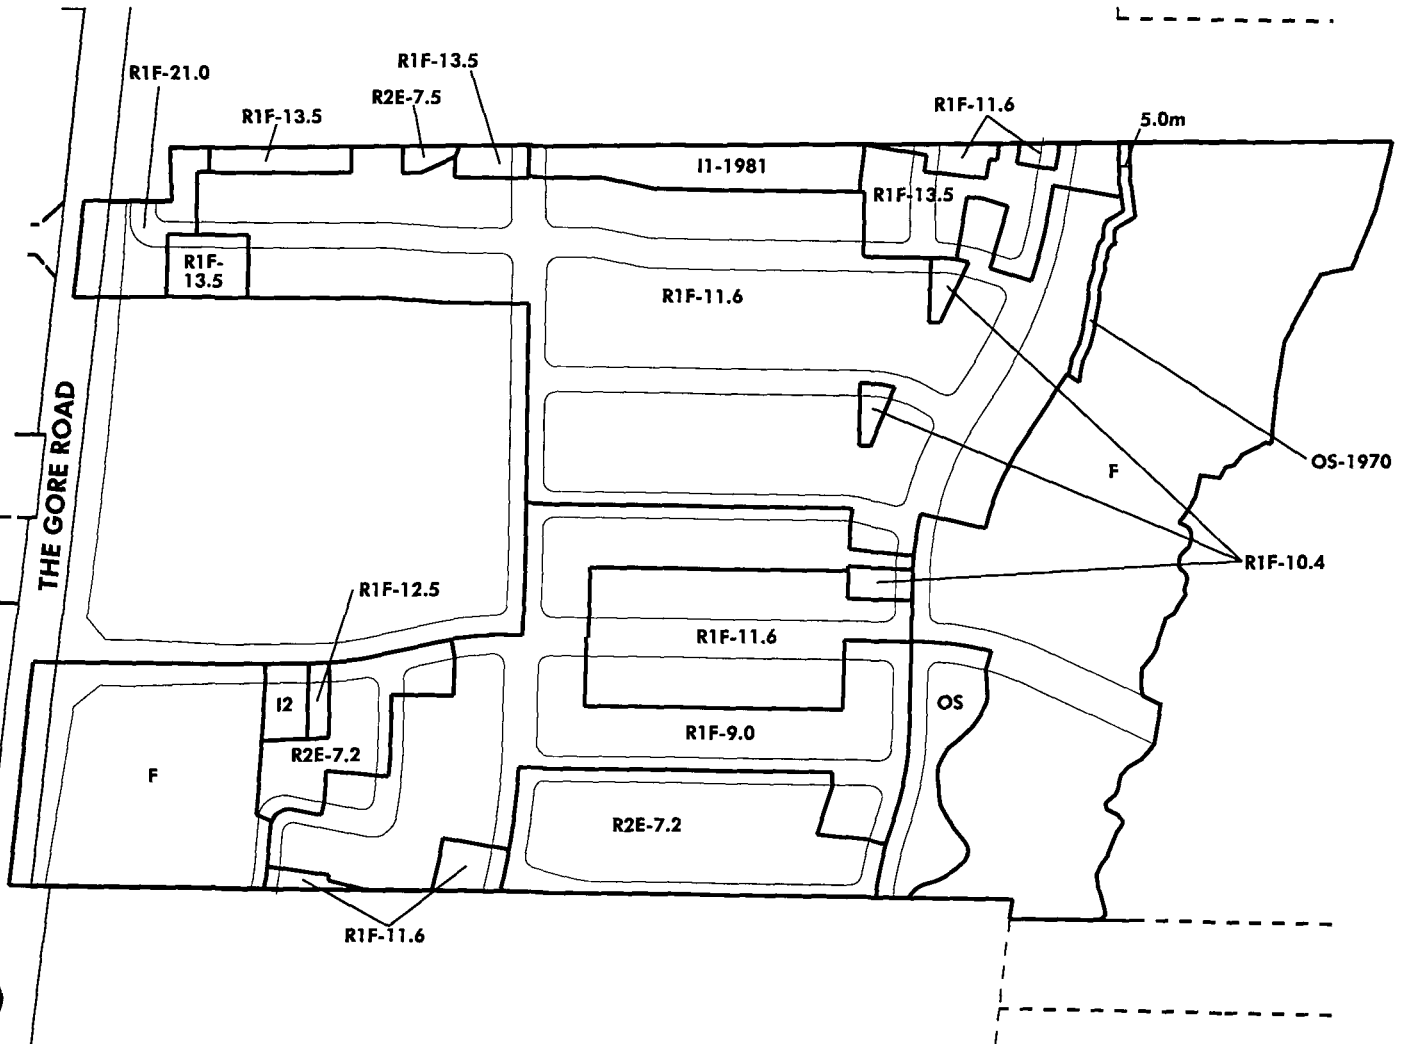 R1F-13.5
R1F-21.0
R2E-7.5
R1F-13.5
R1F-11.6
5.0m
I1-1981
R1F-13.5
R1F-
13.5
R1F-11.6
THE GORE ROAD
OS-1970
F
R1F-10.4
R1F-12.5
R1F-11.6
I2
OS
R1F-9.0
R2E-7.2
F
R2E-7.2
R1F-11.6